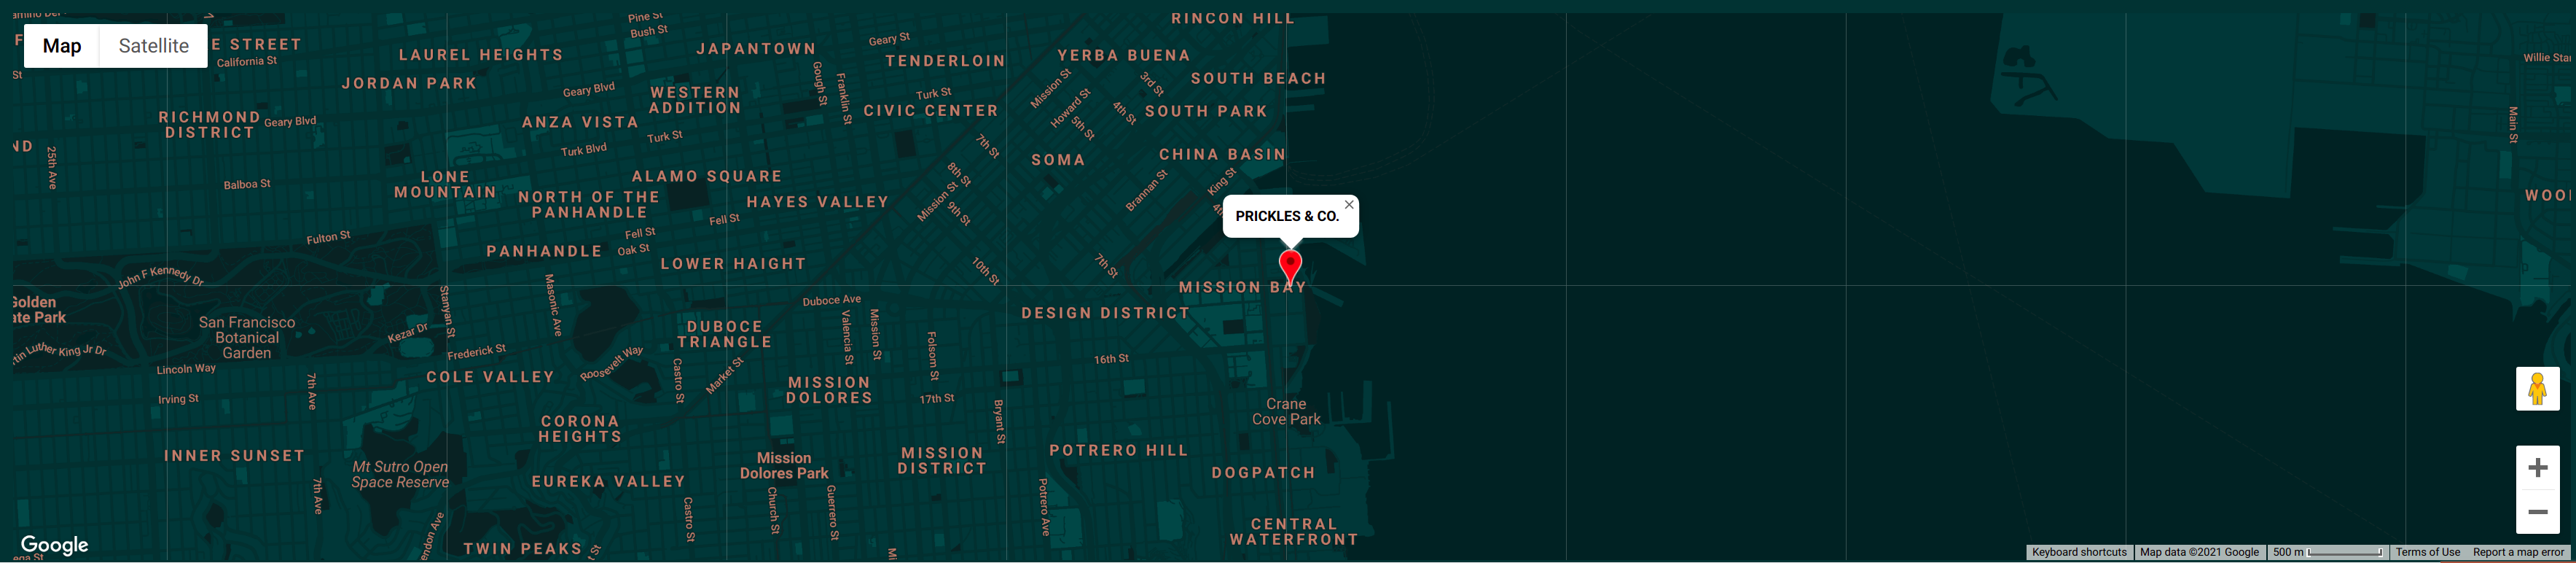 Map
Satellite
E STREET
California St
LAUREL HEIGHTS
JORDAN PARK
Pine St
Bush St
JAPANTOWN
Geary St
TENDERLOIN
RINCON HILL
YERBA BUENA
SOUTH BEACH
Geary Blvd
WESTERN
ADDITION
Gough St
Franklin St
Turk St
CIVIC CENTER
Mission St
Howard St
3rd St
4th St
5th St
SOUTH PARK
RICHMOND
DISTRICT
Geary Blvd
ANZA VISTA
Turk St
Turk Blvd
7th St
SOMA
CHINA BASIN
Main St
ND
25th Ave
Balboa St
LONE
MOUNTAIN
ALAMO SQUARE
NORTH OF THE
PANHANDLE
HAYES VALLEY
8th St
Mission St
9th St
Brannan St
King St
PRICKLES & CO.
Fell St
Fulton St
Fell St
Oak St
PANHANDLE
LOWER HAIGHT
10th St
7th St
MISSION BAY
John F Kennedy Dr
Stanyan St
Masonic Ave
Duboce Ave
Valencia St
Mission St
DESIGN DISTRICT
Golden
ate Park
San Francisco
Botanical
Garden
Kezar Dr
DUBOCE
TRIANGLE
Folsom St
16th St
tin Luther King Jr Dr
Frederick St
Roosevelt Way
Castro St
Market St
Lincoln Way
7th Ave
COLE VALLEY
MISSION
DOLORES
17th St
Bryant St
Irving St
Crane
Cove Park
CORONA
HEIGHTS
INNER SUNSET
Mt Sutro Open
Space Reserve
7th Ave
EUREKA VALLEY
Mission
Dolores Park
MISSION
DISTRICT
POTRERO HILL
DOGPATCH
Castro St
Church St
Guerrero St
Potrero Ave
endon Ave
CENTRAL
WATERFRONT
TWIN PEAKS
Google
Keyboard shortcuts
Map data ©2021 Google
500 m
Terms of Use
Report a map error